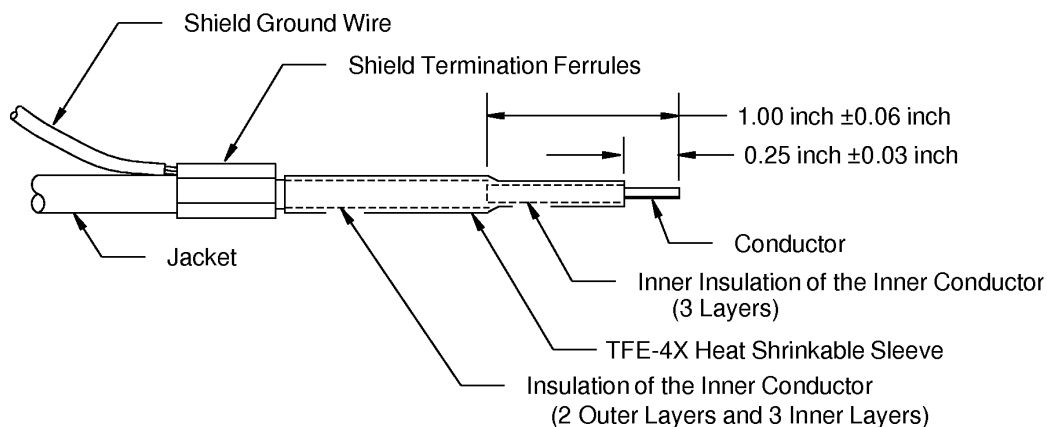 Shield Ground Wire
Shield Termination Ferrules
1.00 inch ±0.06 inch
0.25 inch ±0.03 inch
Jacket
Conductor
Inner Insulation of the Inner Conductor
(3 Layers)
TFE-4X Heat Shrinkable Sleeve
Insulation of the Inner Conductor
(2 Outer Layers and 3 Inner Layers)